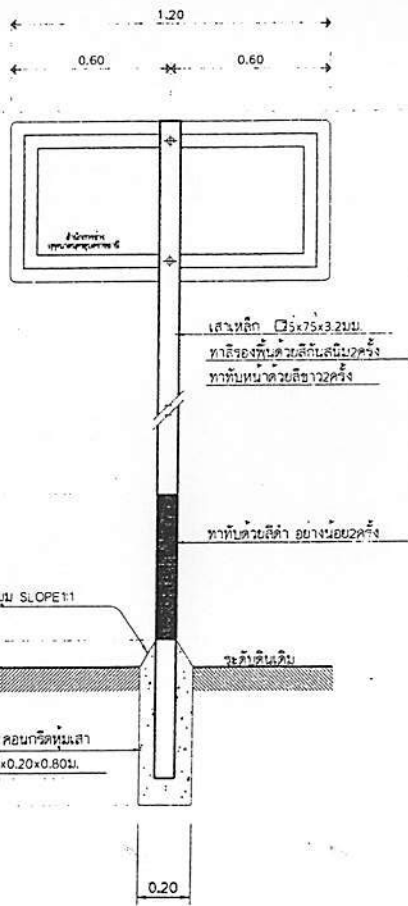 1.20
0.60
0.60
เสาเหล็ก 75x75x3.2มม.
ทาสีรองพื้นด้วยสีกันสนิม2ครั้ง
ทาทับหน้าด้วยสีขาว2ครั้ง
ทาทับด้วยสีดำ อย่างน้อย2ครั้ง
SLOPE1:1
ระดับดินเดิม
คอนกรีตหุ้มเสา
x0.20x0.80ม.
0.20